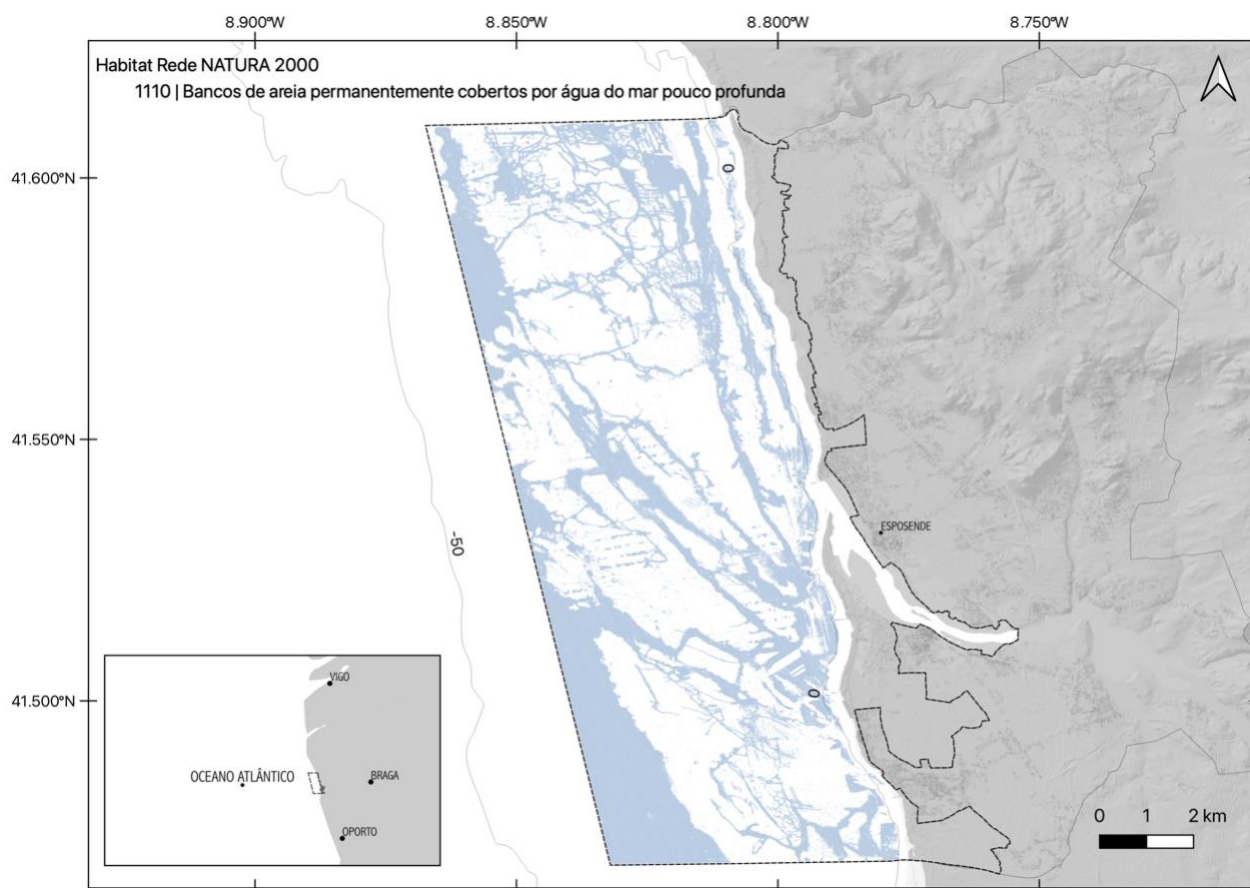 8.900°W 8.850°W 8.800°W 8.750°W
Habitat Rede NATURA 2000
1110 | Bancos de areia permanentemente cobertos por água do mar pouco profunda
41.600°N
0
41.550°N
ESPOSENDE
-50
41.500°N
0
VIGO
OCEANO ATLÂNTICO
BRAGA
OPORTO
0 1 2 km